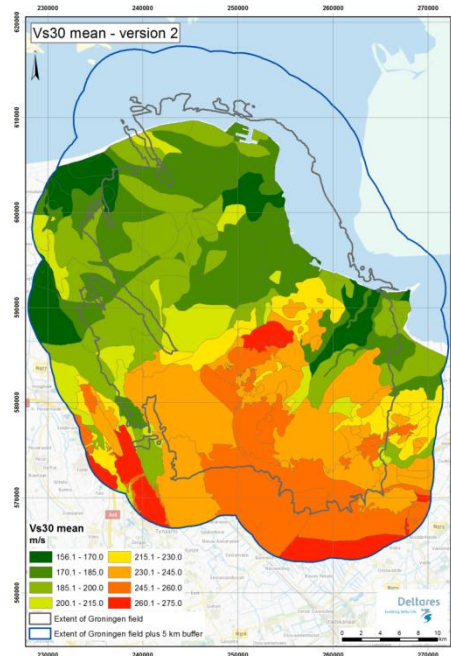 230000 240000 250000 260000 270000
Vs30 mean - version 2
620000
610000
600000
590000
580000
570000
560000
Vs30 mean
m/s
156.1 - 170.0 215.1 - 230.0
170.1 - 185.0 230.1 - 245.0
185.1 - 200.0 245.1 - 260.0
200.1 - 215.0 260.1 - 275.0
Extent of Groningen field
Extent of Groningen field plus 5 km buffer
Deltares
0 2 4 6 8 10
km
230000 240000 250000 260000 270000